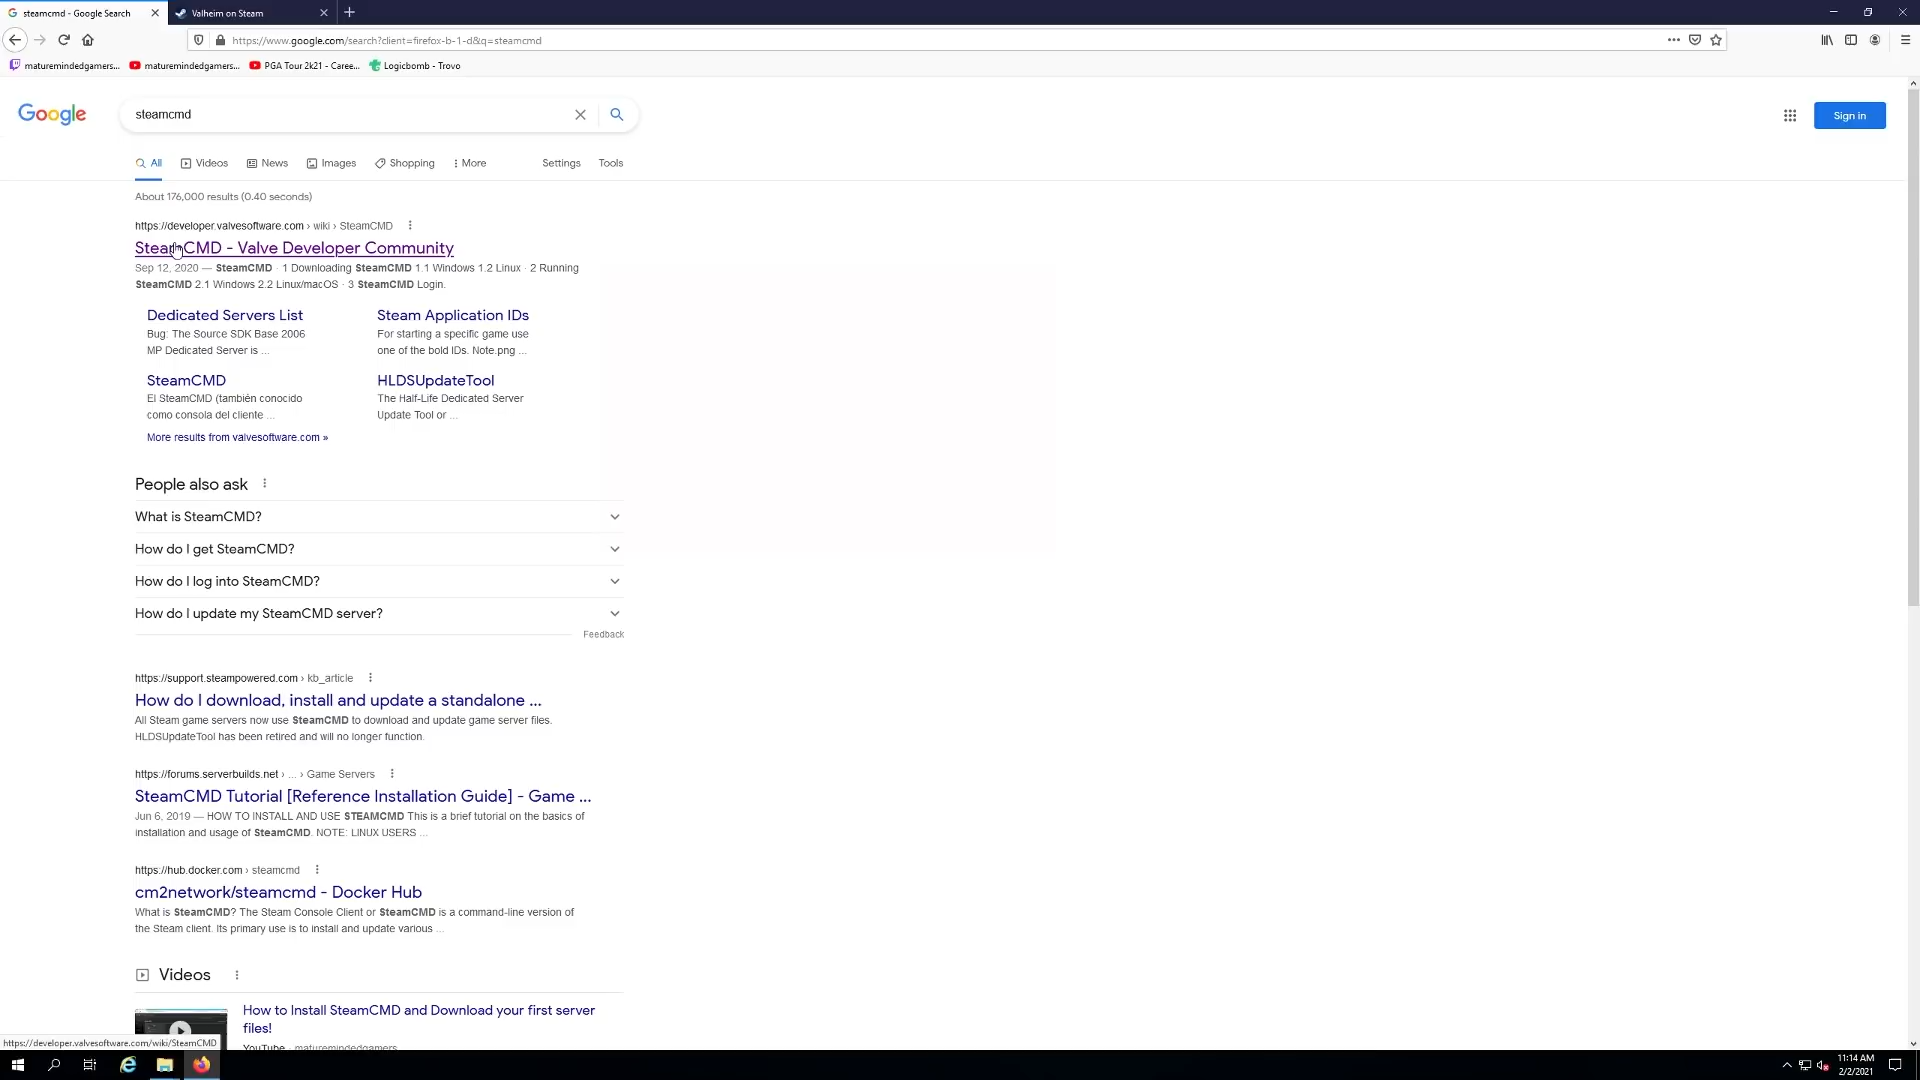 steamcmd - Google Search
Valheim on Steam
https://www.google.com/search?client=firefox-b-1-d&q=steamcmd
maturemindedgamers...
maturemindedgamers...
PGA Tour 2k21 - Caree...
Logicbomb - Trovo
Google
steamcmd
Sign in
All
Videos
News
Images
Shopping
More
Settings
Tools
About 176,000 results (0.40 seconds)
https://developer.valvesoftware.com › wiki › SteamCMD
SteamCMD - Valve Developer Community
Sep 12, 2020 — SteamCMD · 1 Downloading SteamCMD 1.1 Windows 1.2 Linux · 2 Running
SteamCMD 2.1 Windows 2.2 Linux/macOS · 3 SteamCMD Login.
Dedicated Servers List
Bug: The Source SDK Base 2006
MP Dedicated Server is ...
Steam Application IDs
For starting a specific game use
one of the bold IDs. Note.png ...
SteamCMD
El SteamCMD (también conocido
como consola del cliente ...
HLDSUpdateTool
The Half-Life Dedicated Server
Update Tool or ...
More results from valvesoftware.com »
People also ask
What is SteamCMD?
How do I get SteamCMD?
How do I log into SteamCMD?
How do I update my SteamCMD server?
Feedback
https://support.steampowered.com › kb_article
How do I download, install and update a standalone ...
All Steam game servers now use SteamCMD to download and update game server files.
HLDSUpdateTool has been retired and will no longer function.
https://forums.serverbuilds.net › ... › Game Servers
SteamCMD Tutorial [Reference Installation Guide] - Game ...
Jun 6, 2019 — HOW TO INSTALL AND USE STEAMCMD This is a brief tutorial on the basics of
installation and usage of SteamCMD. NOTE: LINUX USERS ...
https://hub.docker.com › steamcmd
cm2network/steamcmd - Docker Hub
What is SteamCMD? The Steam Console Client or SteamCMD is a command-line version of
the Steam client. Its primary use is to install and update various ...
Videos
How to Install SteamCMD and Download your first server
files!
YouTube · maturemindedgamers
https://developer.valvesoftware.com/wiki/SteamCMD
11:14 AM
2/2/2021